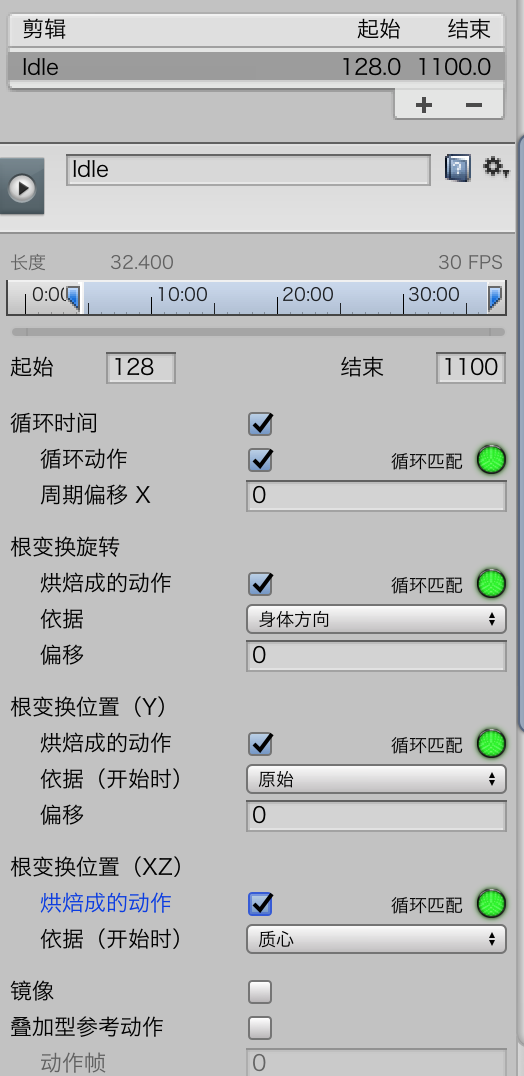 剪辑 起始 结束
Idle 128.0 1100.0
+ −
Idle
长度 32.400 30 FPS
0:00 10:00 20:00 30:00
起始 128 结束 1100
循环时间
循环动作 循环匹配
周期偏移 X 0
根变换旋转
烘焙成的动作 循环匹配
依据 身体方向
偏移 0
根变换位置（Y）
烘焙成的动作 循环匹配
依据（开始时） 原始
偏移 0
根变换位置（XZ）
烘焙成的动作 循环匹配
依据（开始时） 质心
镜像
叠加型参考动作
动作帧 0